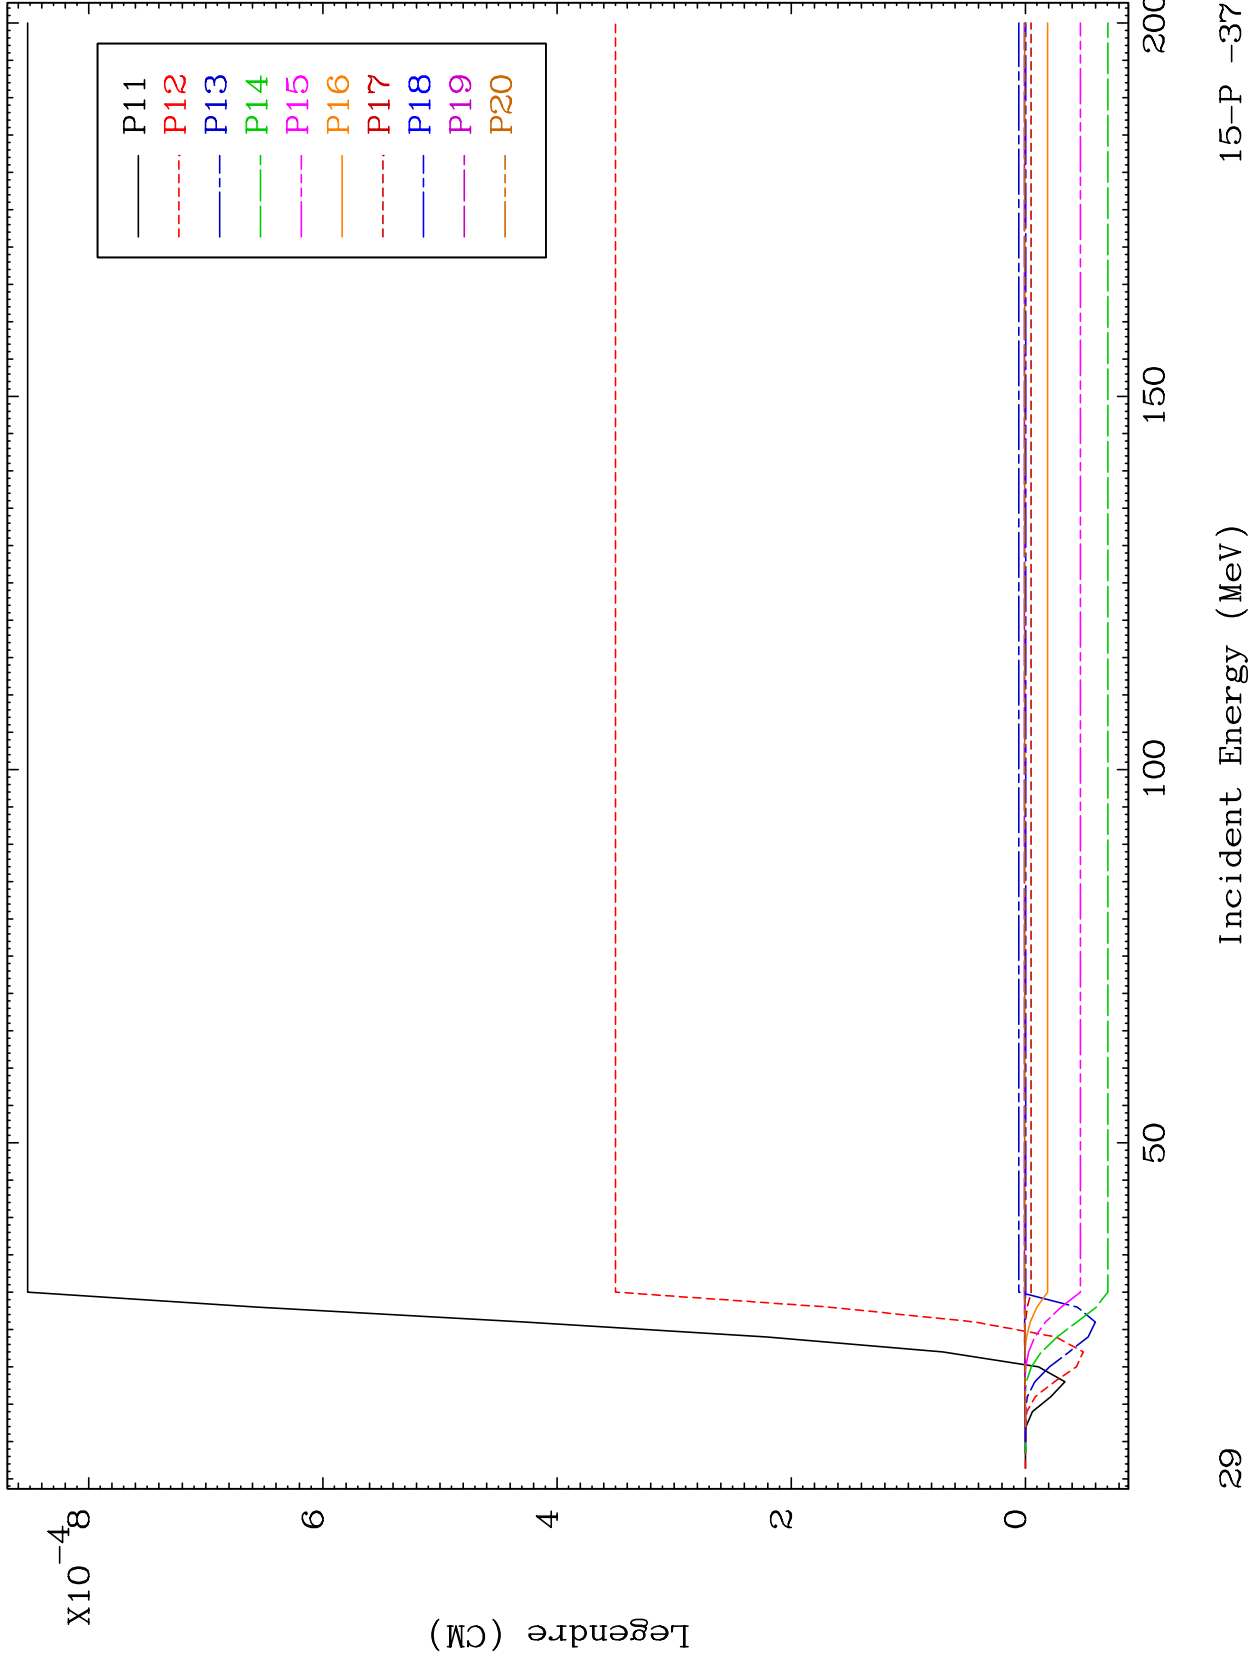 X10-4
8
6
4
2
0
Legendre (CM)
P11
P12
P13
P14
P15
P16
P17
P18
P19
P20
50
100
150
200
Incident Energy (MeV)
29
15-P -37